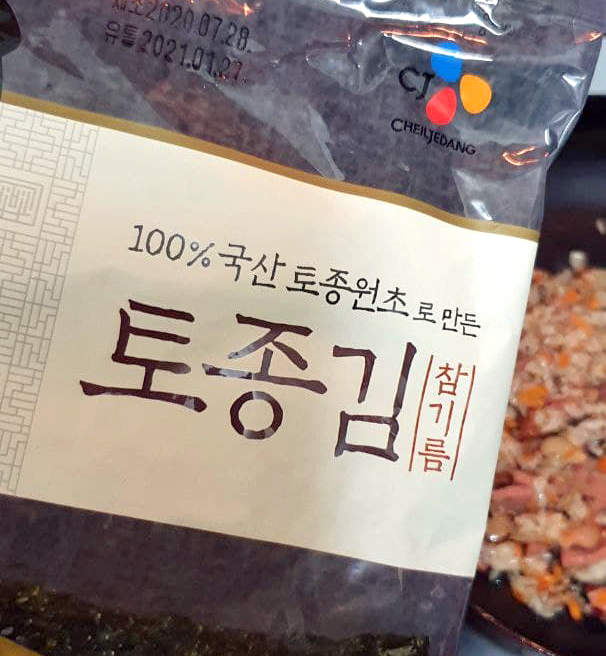 제조2020.07.28.
유통2021.01.27.
CJ
CHEILJEDANG
100% 국산 토종원초로 만든
토종김
참기름